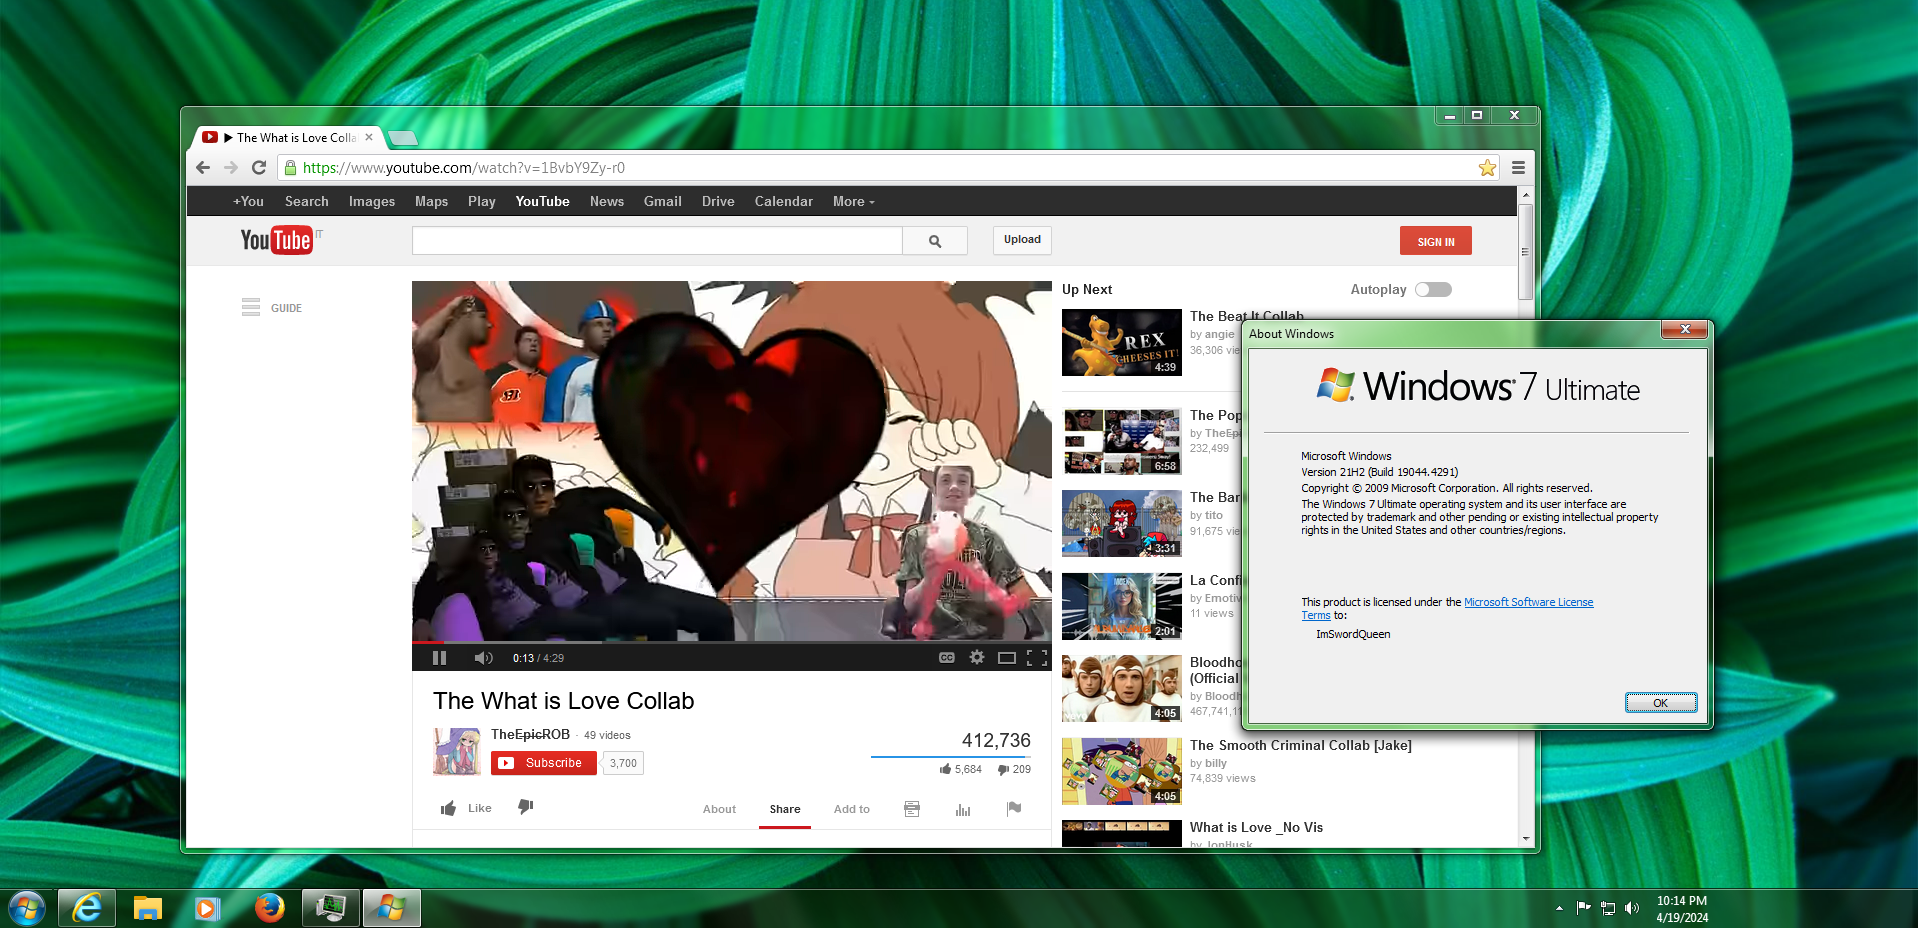 ▶ The What is Love Colla
https://www.youtube.com/watch?v=1BvbY9Zy-r0
+You Search Images Maps Play YouTube News Gmail Drive Calendar More
YouTube IT
Upload
SIGN IN
GUIDE
Up Next
Autoplay
The Beat It Collab
by angie
36,306 vie
REX
CHEESES IT!
4:39
The Pop
by TheEpi
232,499
6:58
The Bar
by tito
91,675 vie
3:31
La Confi
by Emotiv
11 views
2:01
Bloodho
(Official
by Bloodh
467,741,11
4:05
The Smooth Criminal Collab [Jake]
by billy
74,839 views
4:05
What is Love _No Vis
by JonHusk
0:13 / 4:29
CC
The What is Love Collab
TheEpicROB · 49 videos
Subscribe 3,700
412,736
5,684 209
Like
About Share Add to
About Windows
Windows 7 Ultimate
Microsoft Windows
Version 21H2 (Build 19044.4291)
Copyright © 2009 Microsoft Corporation. All rights reserved.
The Windows 7 Ultimate operating system and its user interface are
protected by trademark and other pending or existing intellectual property
rights in the United States and other countries/regions.
This product is licensed under the Microsoft Software License
Terms to:
ImSwordQueen
OK
10:14 PM
4/19/2024